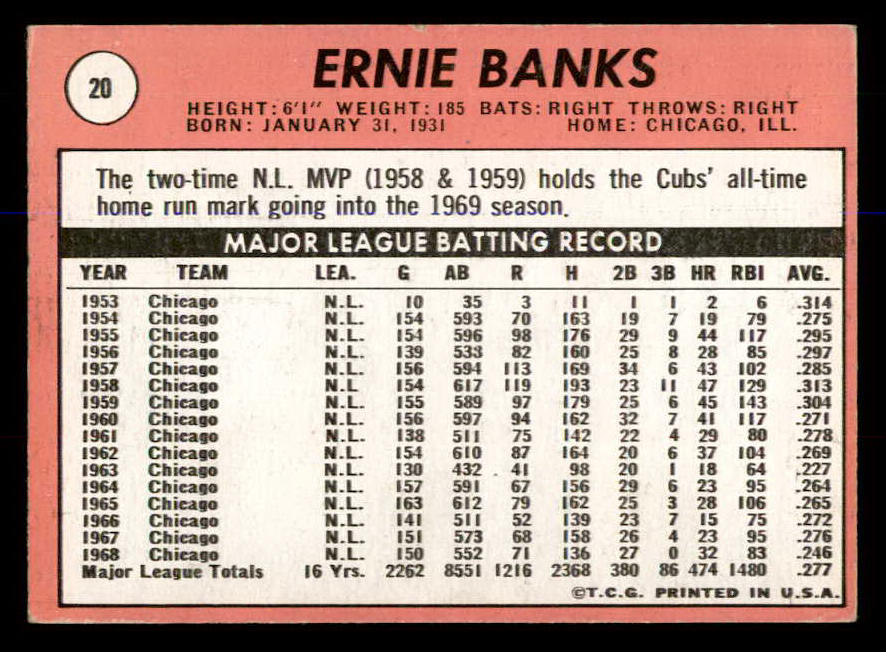 20
ERNIE BANKS
HEIGHT: 6'1" WEIGHT: 185 BATS: RIGHT THROWS: RIGHT
BORN: JANUARY 31, 1931 HOME: CHICAGO, ILL.
The two-time N.L. MVP (1958 & 1959) holds the Cubs' all-time
home run mark going into the 1969 season.
MAJOR LEAGUE BATTING RECORD
YEAR TEAM LEA. G AB R H 2B 3B HR RBI AVG.
1953 Chicago N.L. 10 35 3 11 1 1 2 6 .314
1954 Chicago N.L. 154 593 70 163 19 7 19 79 .275
1955 Chicago N.L. 154 596 98 176 29 9 44 117 .295
1956 Chicago N.L. 139 533 82 160 25 8 28 85 .297
1957 Chicago N.L. 156 594 113 169 34 6 43 102 .285
1958 Chicago N.L 154 617 119 193 23 11 47 129 .313
1959 Chicago N.L. 155 589 97 179 25 6 45 143 .304
1960 Chicago N.L. 156 597 94 162 32 7 41 117 .271
1961 Chicago N.L. 138 511 75 142 22 4 29 80 .278
1962 Chicago N.L. 154 610 87 164 20 6 37 104 .269
1963 Chicago N.L. 130 432 41 98 20 1 18 64 .227
1964 Chicago N.L. 157 591 67 156 29 6 23 95 .264
1965 Chicago N.L. 163 612 79 162 25 3 28 106 .265
1966 Chicago N.L. 141 511 52 139 23 7 15 75 .272
1967 Chicago N.L. 151 573 68 158 26 4 23 95 .276
1968 Chicago N.L. 150 552 71 136 27 0 32 83 .246
Major League Totals 16 Yrs. 2262 8551 1216 2368 380 86 474 1480 .277
©T.C.G. PRINTED IN U.S.A.